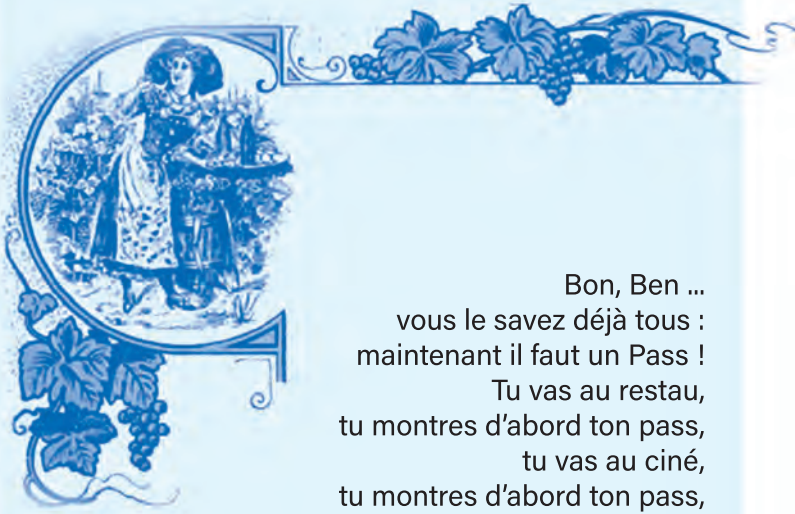 Bon, Ben ...
vous le savez déjà tous :
maintenant il faut un Pass !
Tu vas au restau,
tu montres d'abord ton pass,
tu vas au ciné,
tu montres d'abord ton pass,